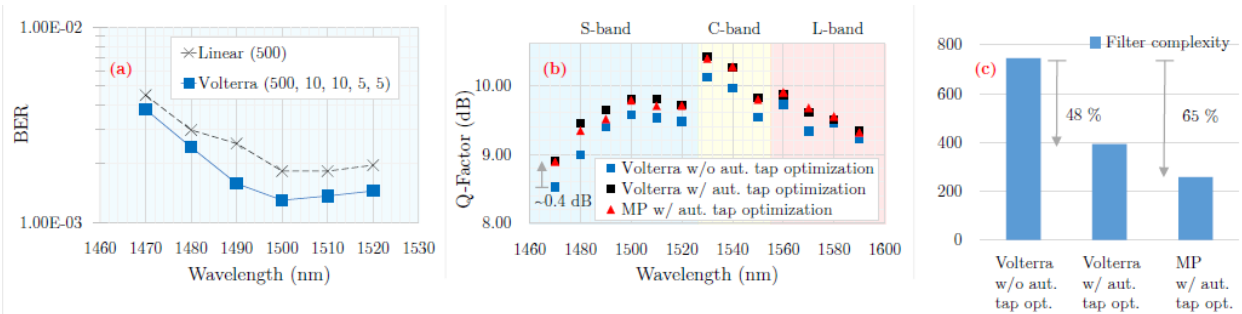 1.00E-02
(a)
Linear (500)
Volterra (500, 10, 10, 5, 5)
BER
1.00E-03
1460 1470 1480 1490 1500 1510 1520 1530
Wavelength (nm)
S-band C-band L-band
(b)
Q-Factor (dB)
10.00
9.00
8.00
~0.4 dB
Volterra w/o aut. tap optimization
Volterra w/ aut. tap optimization
MP w/ aut. tap optimization
1460 1480 1500 1520 1540 1560 1580 1600
Wavelength (nm)
(c)
Filter complexity
800
600
400
200
0
48 %
65 %
Volterra w/o aut. tap opt.
Volterra w/ aut. tap opt.
MP w/ aut. tap opt.